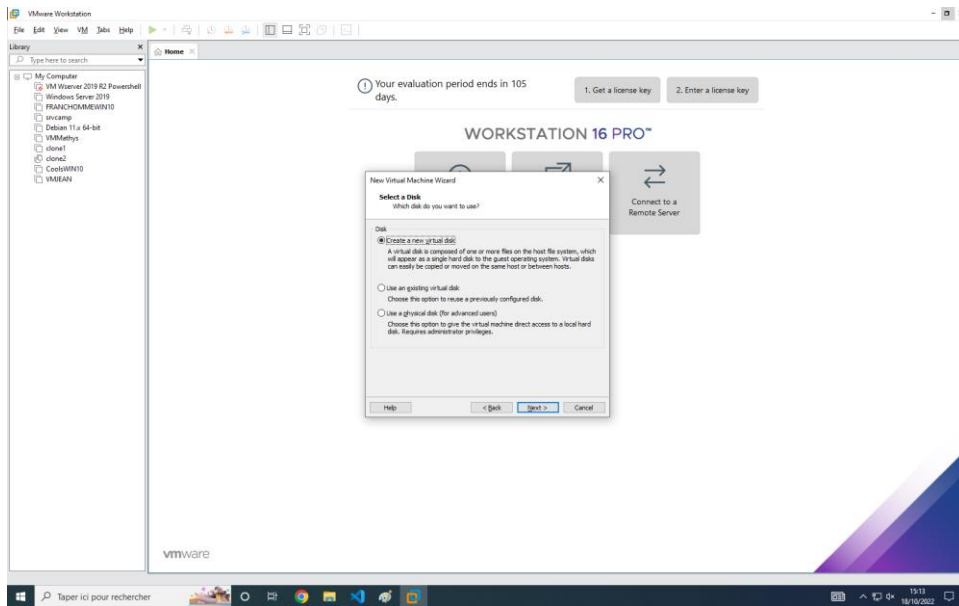 VMware Workstation
File Edit View VM Tabs Help
Library
Home
Type here to search
My Computer
VM Wserver 2019 R2 Powershell
Windows Server 2019
FRANCHOMMEWIN10
srvcamp
Debian 11.x 64-bit
VMMathys
clone1
clone2
CoolsWIN10
VMJEAN
Your evaluation period ends in 105
days.
1. Get a license key
2. Enter a license key
WORKSTATION 16 PRO™
Connect to a
Remote Server
New Virtual Machine Wizard
Select a Disk
Which disk do you want to use?
Disk
Create a new virtual disk
A virtual disk is composed of one or more files on the host file system, which
will appear as a single hard disk to the guest operating system. Virtual disks
can easily be copied or moved on the same host or between hosts.
Use an existing virtual disk
Choose this option to reuse a previously configured disk.
Use a physical disk (for advanced users)
Choose this option to give the virtual machine direct access to a local hard
disk. Requires administrator privileges.
Help
< Back
Next >
Cancel
vmware
Taper ici pour rechercher
15:13
18/10/2022